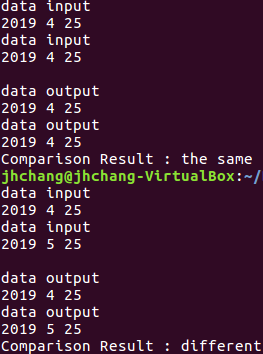 data input
2019 4 25
data input
2019 4 25

data output
2019 4 25
data output
2019 4 25
Comparison Result : the same
jhchang@jhchang-VirtualBox:~/
data input
2019 4 25
data input
2019 5 25

data output
2019 4 25
data output
2019 5 25
Comparison Result : different